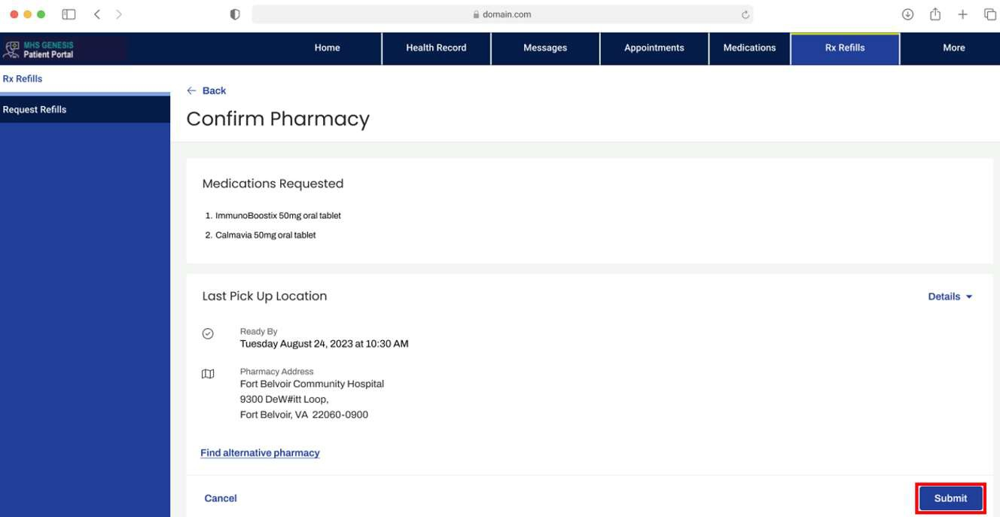 domain.com
MHS GENESIS
Patient Portal
Home
Health Record
Messages
Appointments
Medications
Rx Refills
More
Rx Refills
Request Refills
← Back
Confirm Pharmacy
Medications Requested
1. ImmunoBoostix 50mg oral tablet
2. Calmavia 50mg oral tablet
Last Pick Up Location
Details
Ready By
Tuesday August 24, 2023 at 10:30 AM
Pharmacy Address
Fort Belvoir Community Hospital
9300 DeW#itt Loop,
Fort Belvoir, VA 22060-0900
Find alternative pharmacy
Cancel
Submit